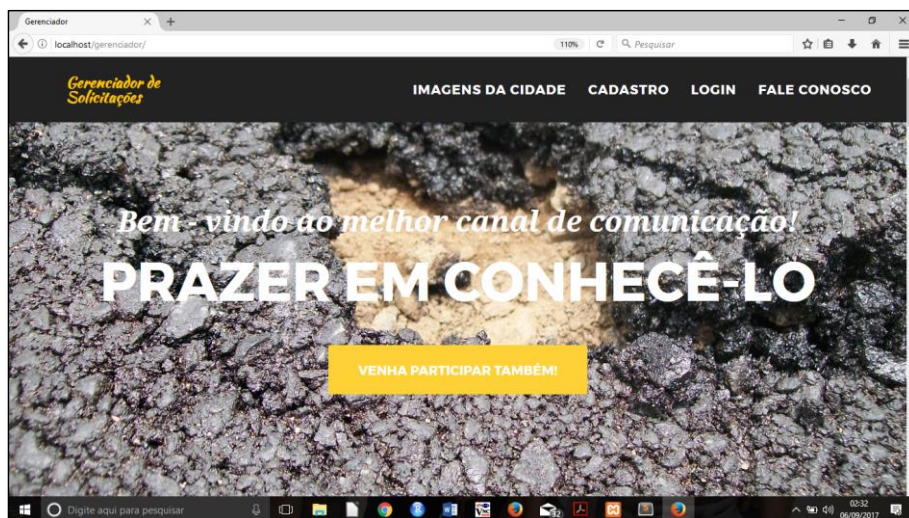 Gerenciador
localhost/gerenciador/
110%
Pesquisar
Gerenciador de
Solicitações
IMAGENS DA CIDADE CADASTRO LOGIN FALE CONOSCO
Bem - vindo ao melhor canal de comunicação!
PRAZER EM CONHECÊ-LO
VENHA PARTICIPAR TAMBÉM!
Digite aqui para pesquisar
32
02:32
06/09/2017